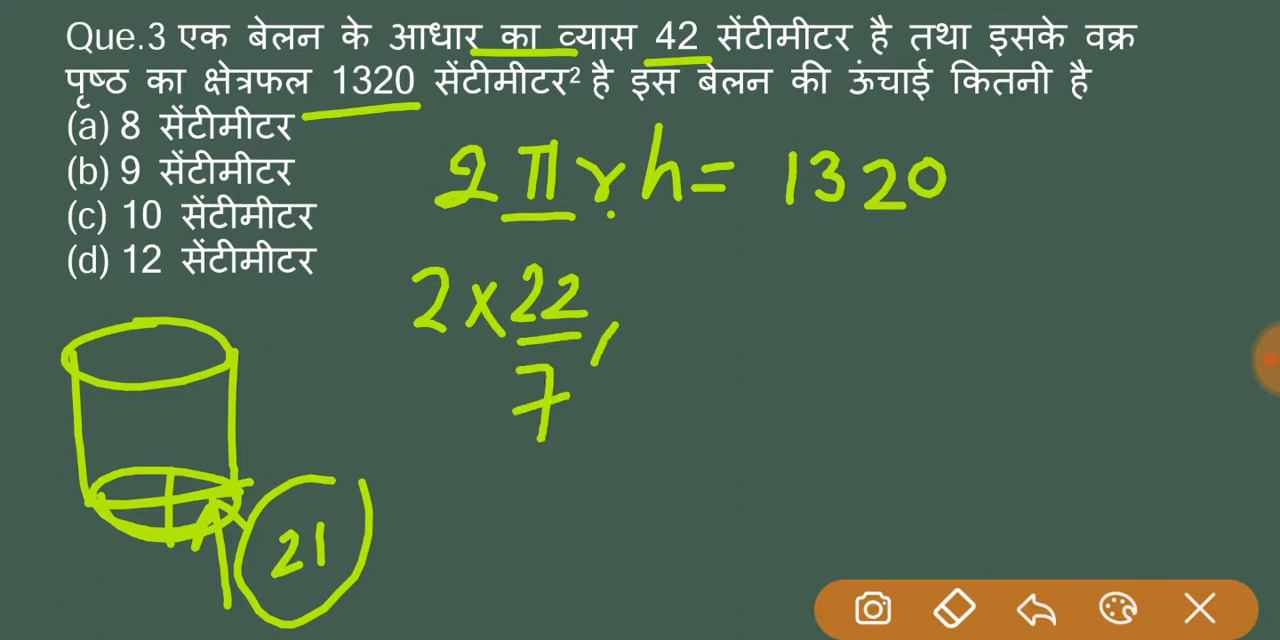 Que.3 एक बेलन के आधार का व्यास 42 सेंटीमीटर है तथा इसके वक्र
पृष्ठ का क्षेत्रफल 1320 सेंटीमीटर² है इस बेलन की ऊंचाई कितनी है
(a) 8 सेंटीमीटर
(b) 9 सेंटीमीटर
(c) 10 सेंटीमीटर
(d) 12 सेंटीमीटर
2 π r h = 1320
2 × 22/7
21